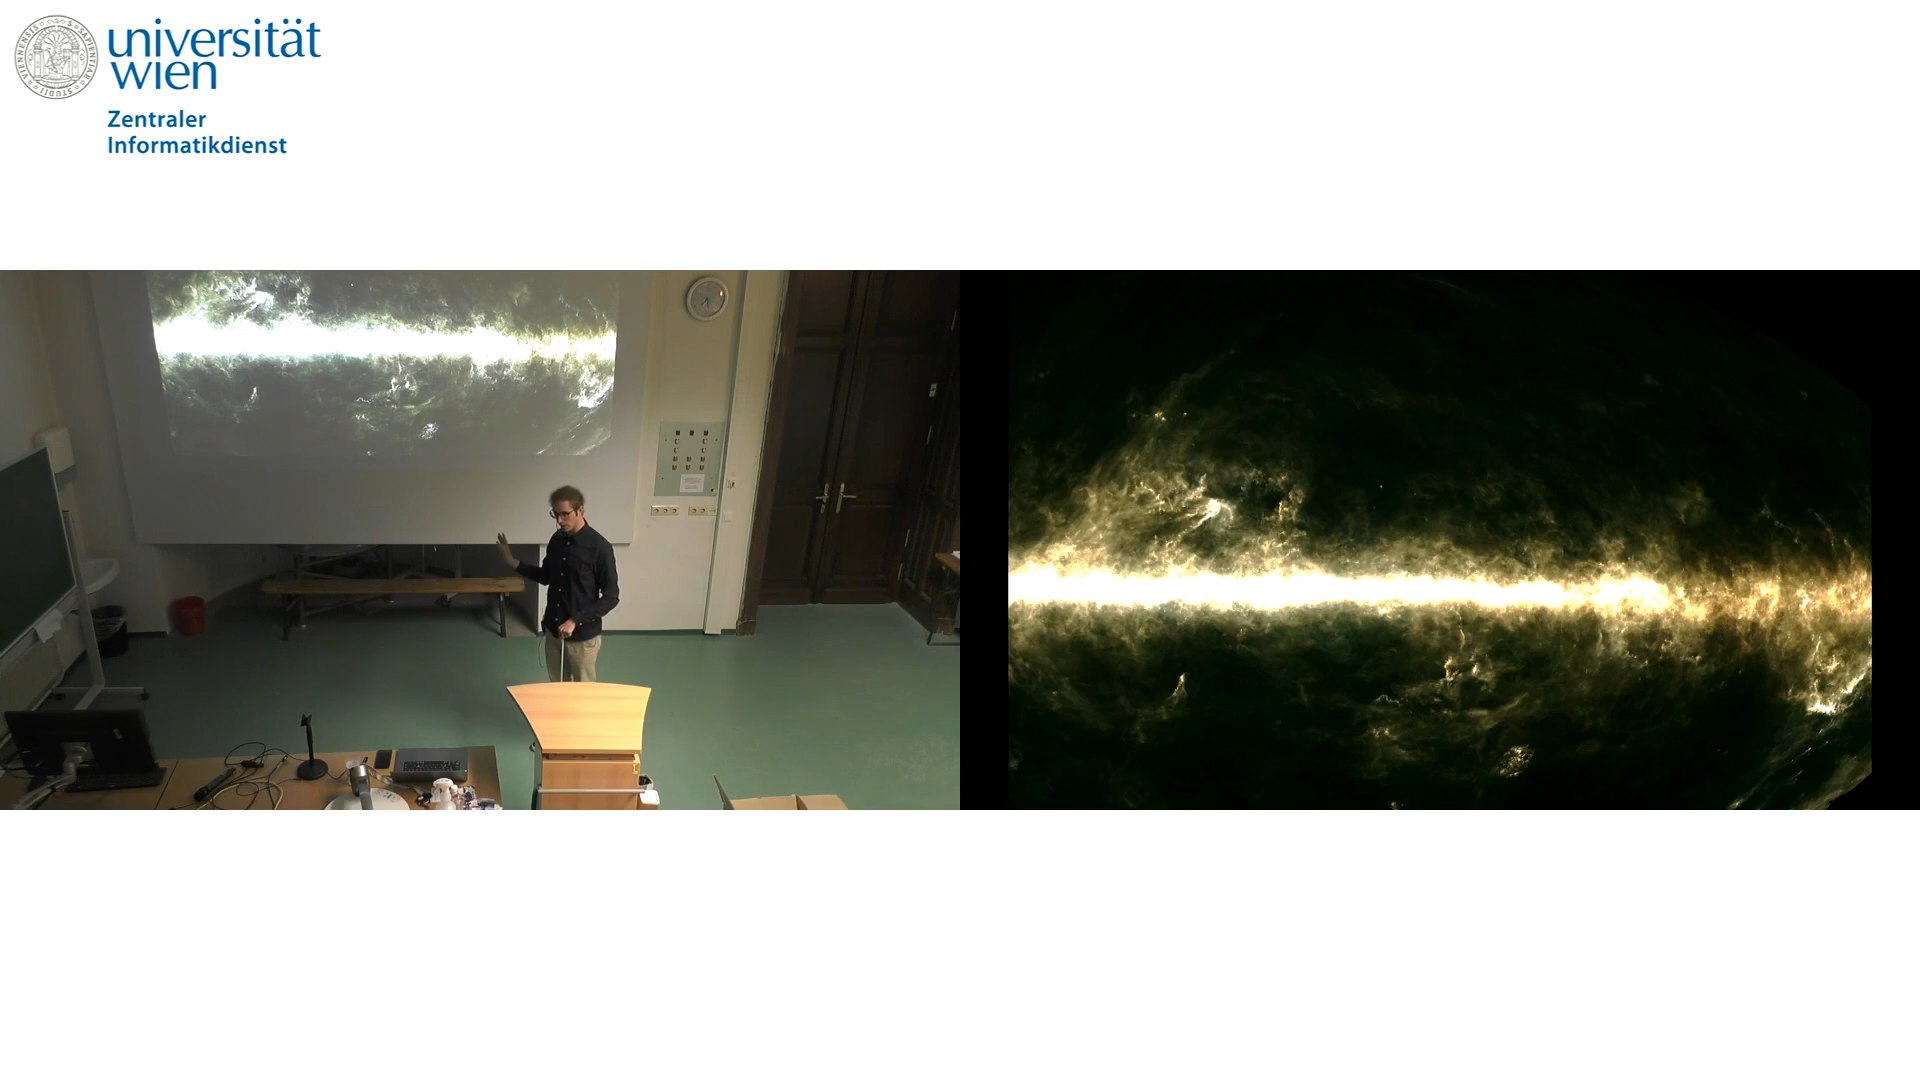 universität
wien
Zentraler
Informatikdienst